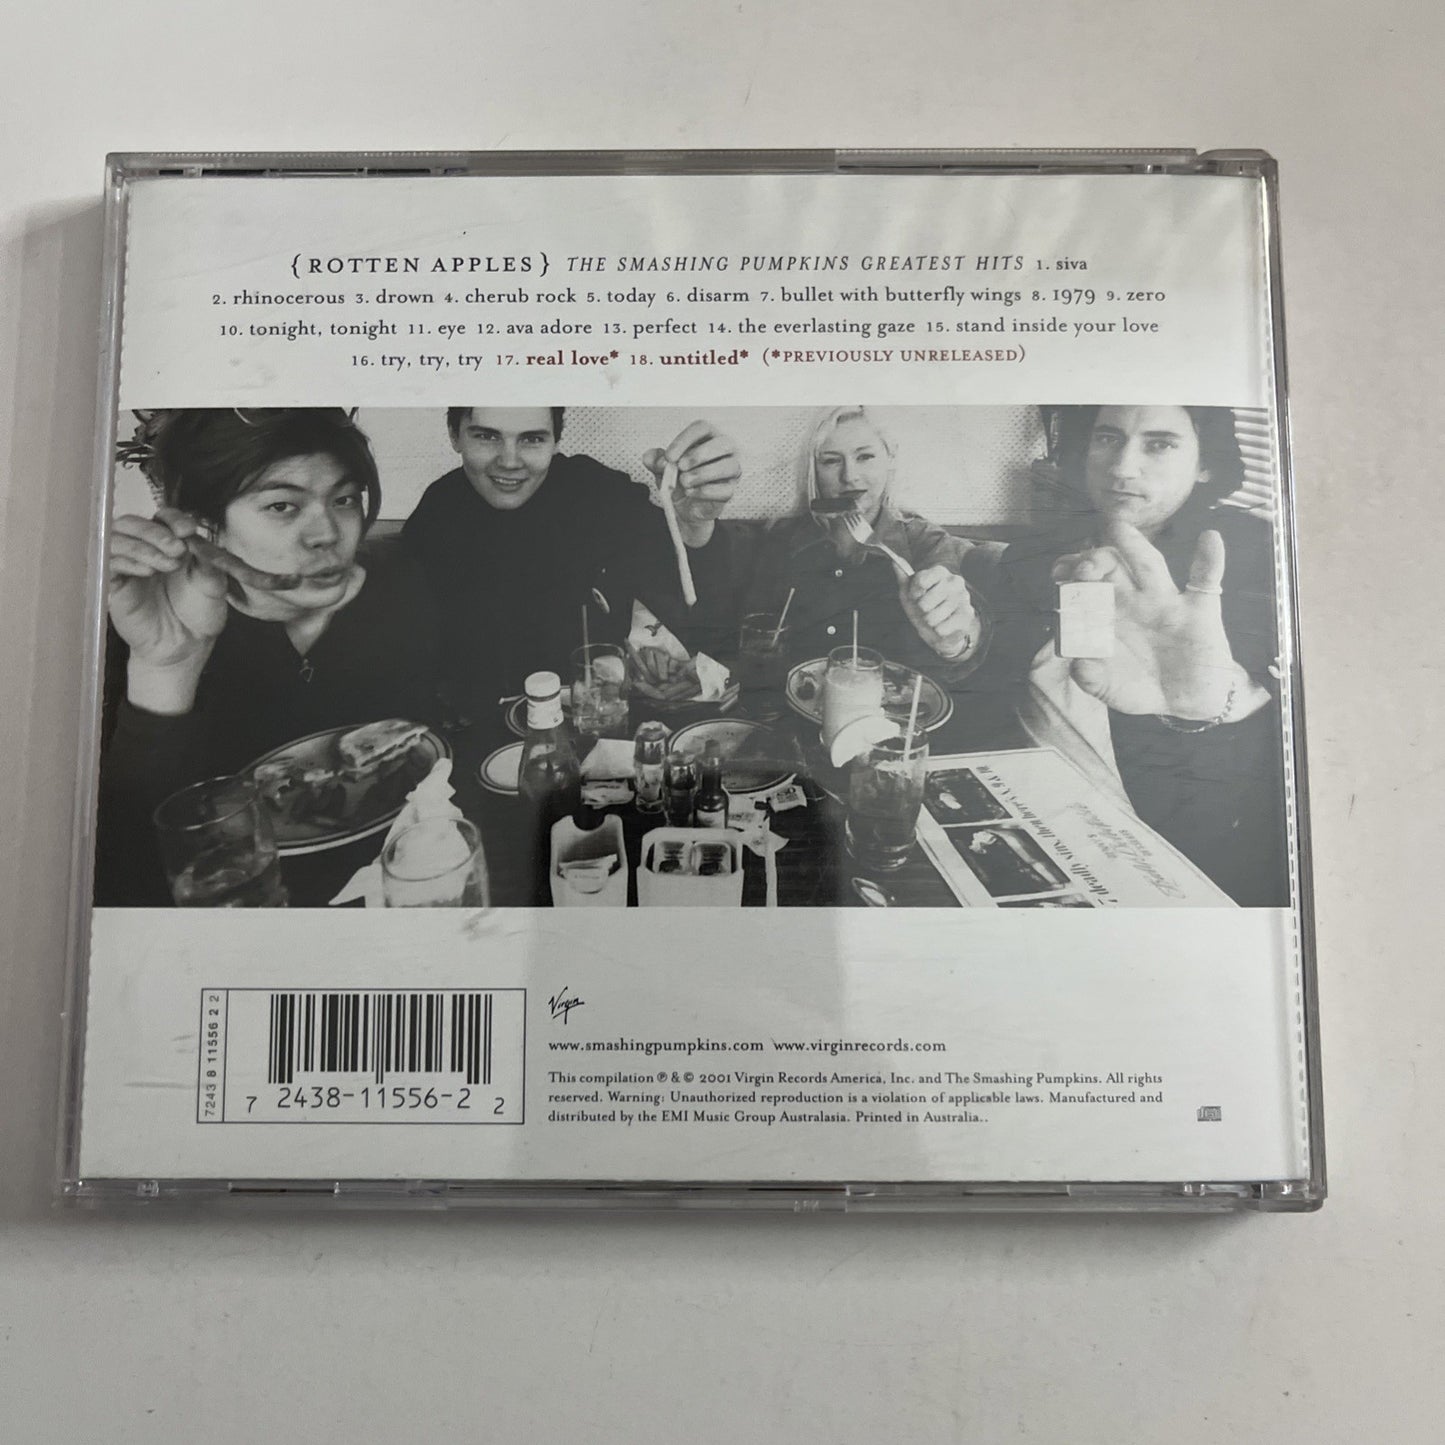 {ROTTEN APPLES} THE SMASHING PUMPKINS GREATEST HITS 1. siva
2. rhinocerous 3. drown 4. cherub rock 5. today 6. disarm 7. bullet with butterfly wings 8. 1979 9. zero
10. tonight, tonight 11. eye 12. ava adore 13. perfect 14. the everlasting gaze 15. stand inside your love
16. try, try, try 17. real love* 18. untitled* (*PREVIOUSLY UNRELEASED)
7243 8 11556 2 2
7 2438-11556-2 2
Virgin
www.smashingpumpkins.com www.virginrecords.com
This compilation ℗ & © 2001 Virgin Records America, Inc. and The Smashing Pumpkins. All rights
reserved. Warning: Unauthorized reproduction is a violation of applicable laws. Manufactured and
distributed by the EMI Music Group Australasia. Printed in Australia..